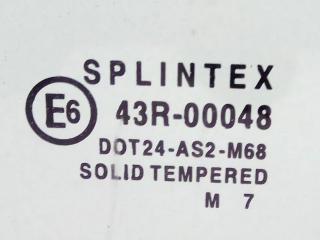 SPLINTEX
E6 43R-00048
DOT24-AS2-M68
SOLID TEMPERED
M 7